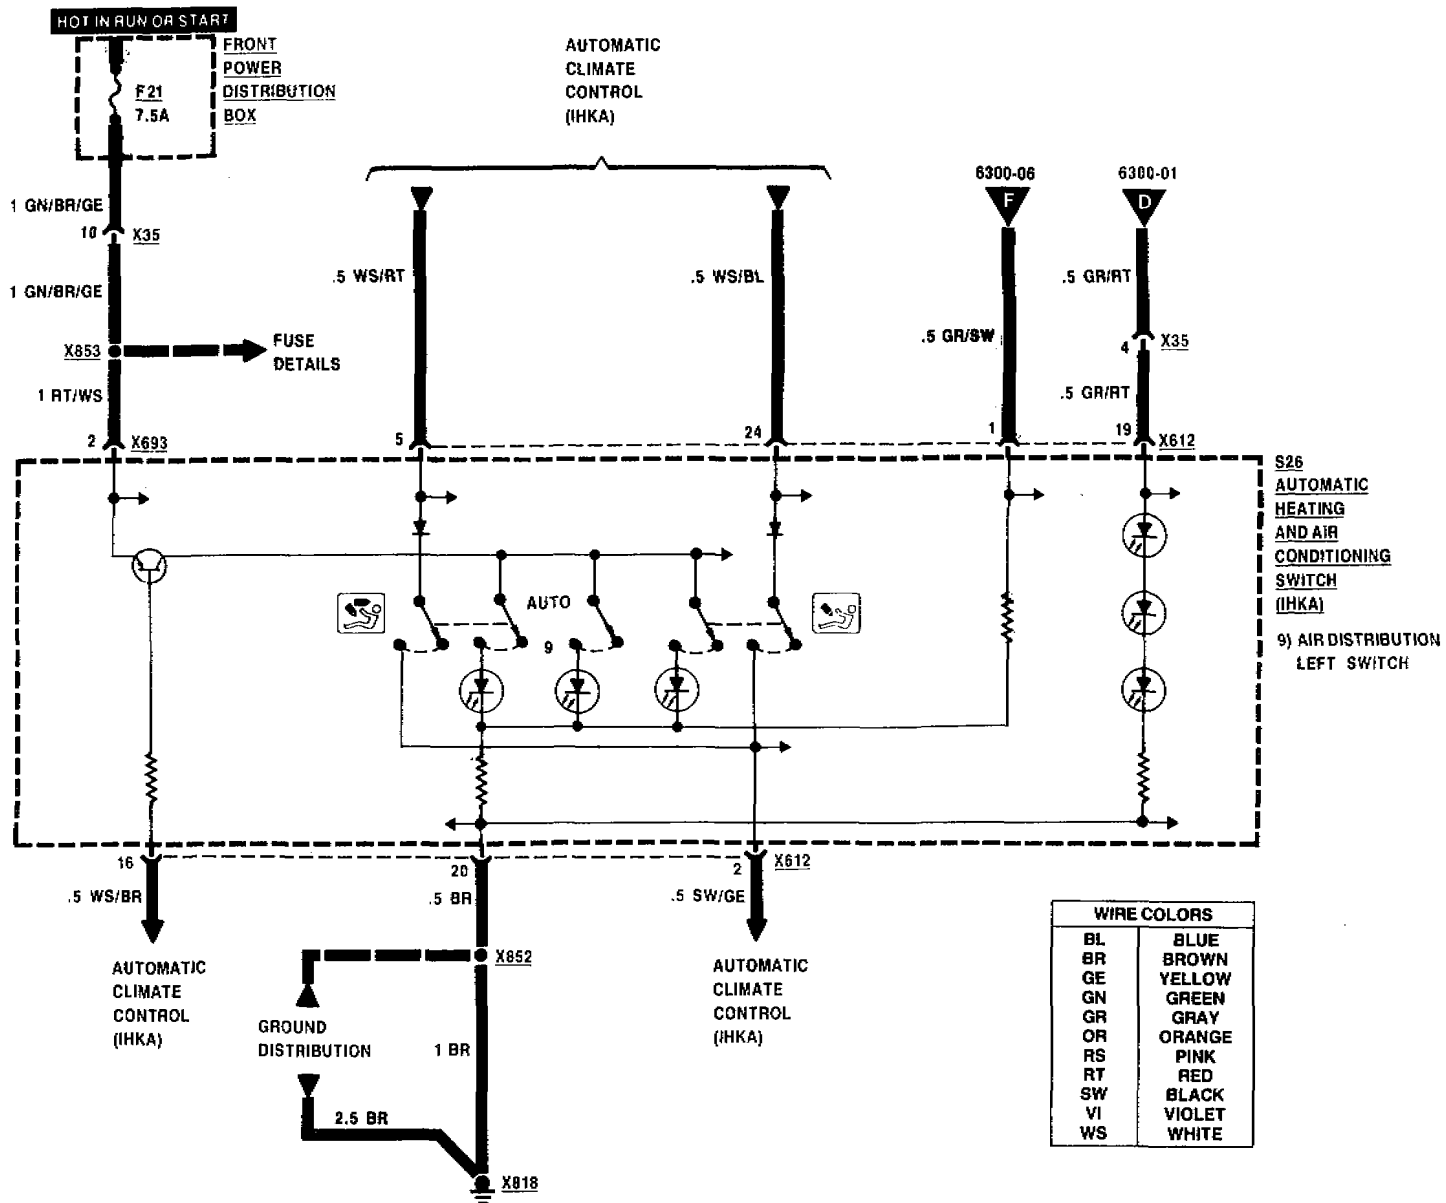 HOT IN RUN OR START
FRONT
POWER
DISTRIBUTION
BOX
F21
7.5A
AUTOMATIC
CLIMATE
CONTROL
(IHKA)
6300-06
F
6300-01
D
1 GN/BR/GE
10 X35
.5 WS/RT
.5 WS/BL
.5 GR/RT
1 GN/BR/GE
.5 GR/SW
4 X35
X853
FUSE
DETAILS
1 RT/WS
.5 GR/RT
2 X693
5
24
1
19 X612
S26
AUTOMATIC
HEATING
AND AIR
CONDITIONING
SWITCH
(IHKA)
AUTO
9
9) AIR DISTRIBUTION
LEFT SWITCH
16
20
2 X612
.5 WS/BR
.5 BR
.5 SW/GE
AUTOMATIC
CLIMATE
CONTROL
(IHKA)
X852
AUTOMATIC
CLIMATE
CONTROL
(IHKA)
GROUND
DISTRIBUTION
1 BR
2.5 BR
X818
WIRE COLORS
BL BLUE
BR BROWN
GE YELLOW
GN GREEN
GR GRAY
OR ORANGE
RS PINK
RT RED
SW BLACK
VI VIOLET
WS WHITE